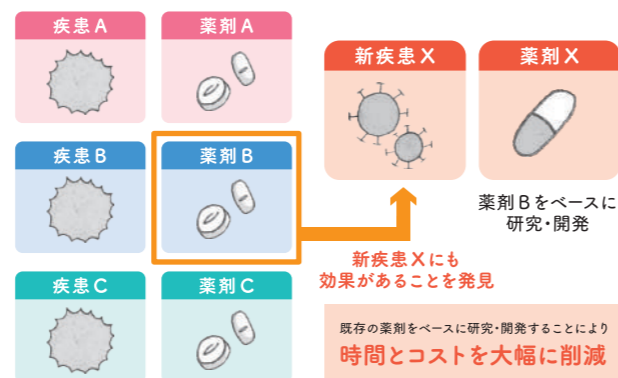 疾患A
薬剤A
疾患B
薬剤B
疾患C
薬剤C
新疾患X
薬剤X
薬剤Bをベースに
研究・開発
新疾患Xにも
効果があることを発見
既存の薬剤をベースに研究・開発することにより
時間とコストを大幅に削減